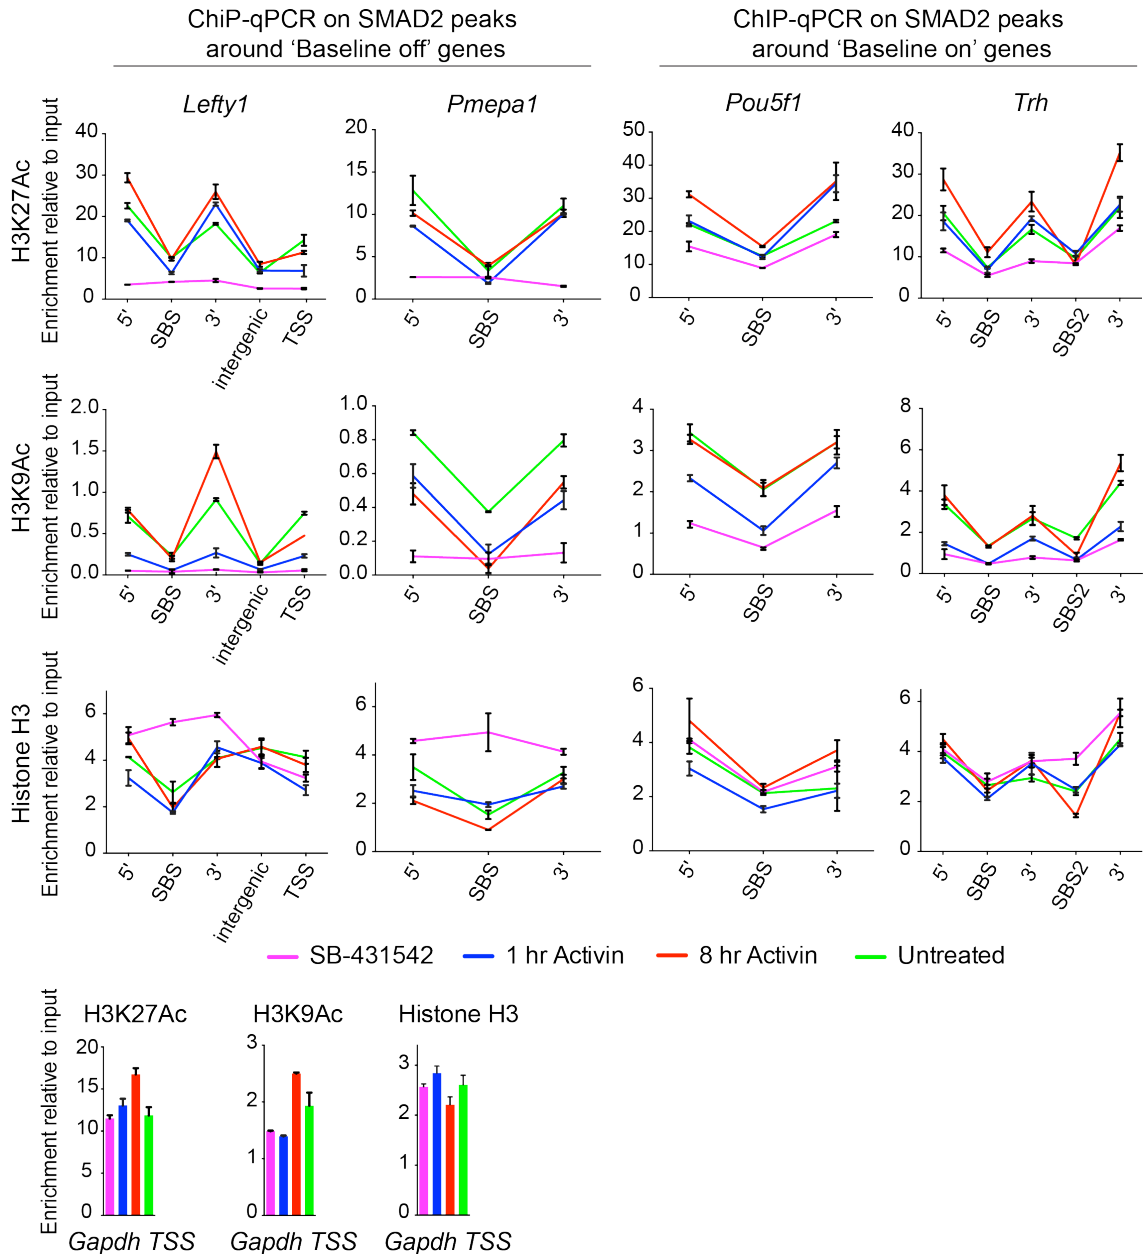 ChiP-qPCR on SMAD2 peaks
around ‘Baseline off’ genes
ChIP-qPCR on SMAD2 peaks
around ‘Baseline on’ genes
Lefty1
Pmepa1
Pou5f1
Trh
H3K27Ac
Enrichment relative to input
40
30
20
10
0
5'
SBS
3'
intergenic
TSS
20
15
10
5
0
5'
SBS
3'
50
40
30
20
10
0
5'
SBS
3'
40
30
20
10
0
5'
SBS
3'
SBS2
3'
H3K9Ac
Enrichment relative to input
2.0
1.5
1.0
0.5
0.0
5'
SBS
3'
intergenic
TSS
1.0
0.8
0.6
0.4
0.2
0.0
5'
SBS
3'
4
3
2
1
0
5'
SBS
3'
8
6
4
2
0
5'
SBS
3'
SBS2
3'
Histone H3
Enrichment relative to input
6
4
2
0
5'
SBS
3'
intergenic
TSS
6
4
2
0
5'
SBS
3'
6
4
2
0
5'
SBS
3'
6
4
2
0
5'
SBS
3'
SBS2
3'
SB-431542
1 hr Activin
8 hr Activin
Untreated
Enrichment relative to input
H3K27Ac
20
15
10
5
0
Gapdh TSS
H3K9Ac
3
2
1
0
Gapdh TSS
Histone H3
3
2
1
0
Gapdh TSS